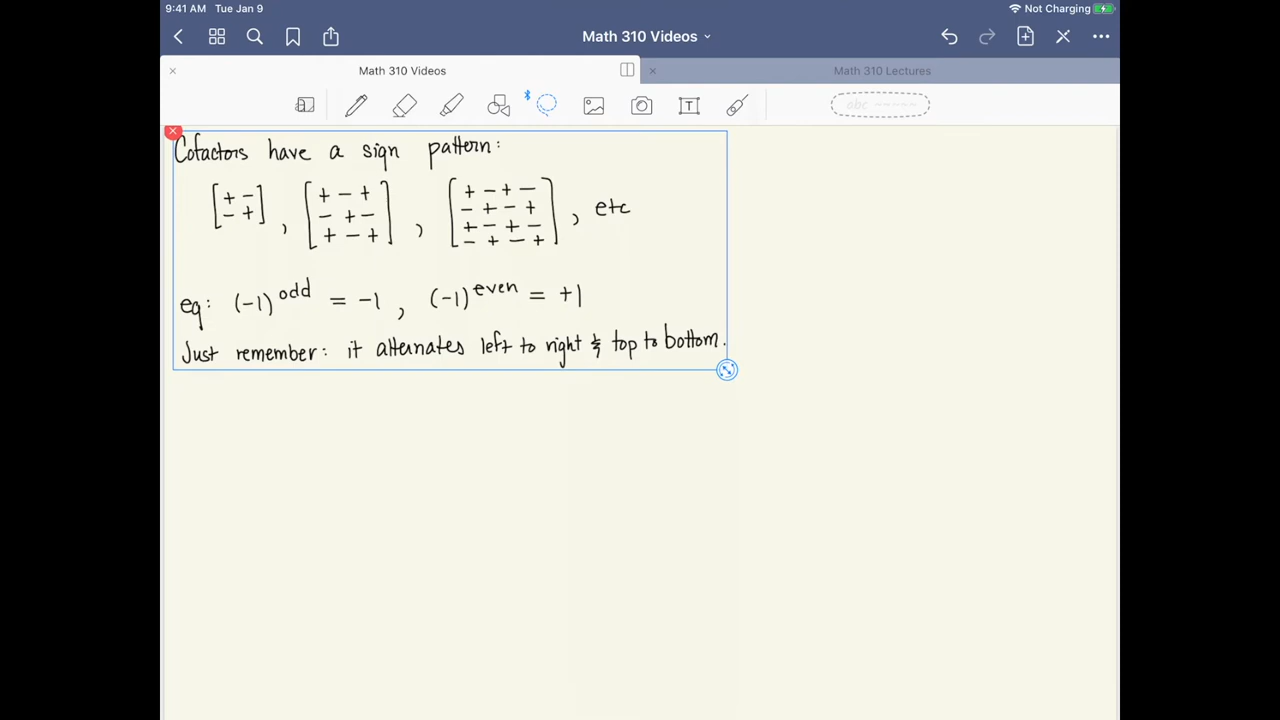 9:41 AM Tue Jan 9
Not Charging
Math 310 Videos
Math 310 Videos
Math 310 Lectures
T
abc
Cofactors have a sign pattern:
[+ − + − + −
− +] , − + − , − + − + , etc
+ − + + − + −
− + − +
eg: (−1)^odd = −1 , (−1)^even = +1
Just remember: it alternates left to right & top to bottom.